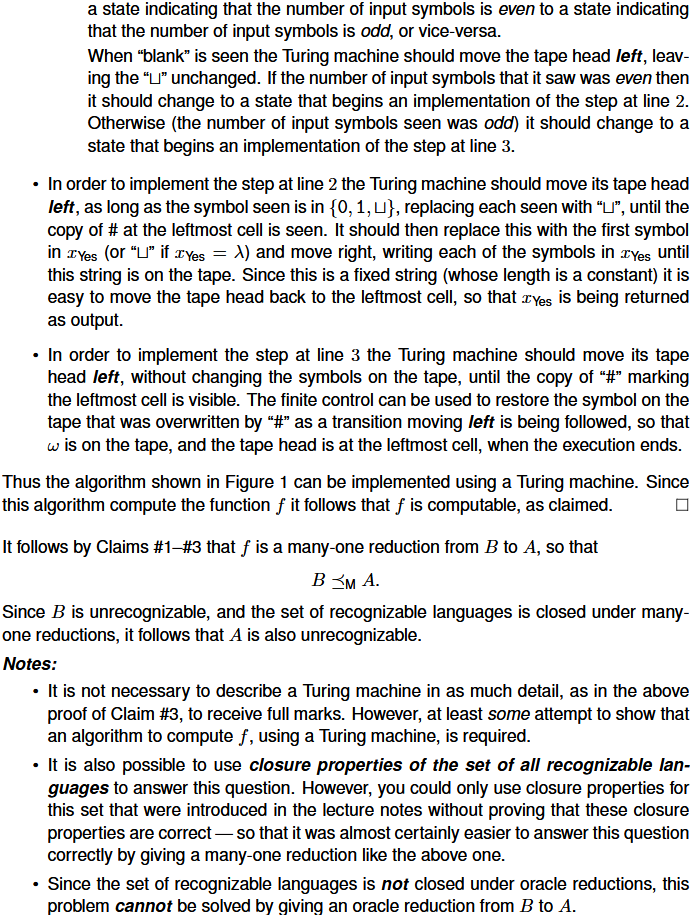 a state indicating that the number of input symbols is even to a state indicating
that the number of input symbols is odd, or vice-versa.
When “blank” is seen the Turing machine should move the tape head left, leav-
ing the “⊔” unchanged. If the number of input symbols that it saw was even then
it should change to a state that begins an implementation of the step at line 2.
Otherwise (the number of input symbols seen was odd) it should change to a
state that begins an implementation of the step at line 3.
• In order to implement the step at line 2 the Turing machine should move its tape head
left, as long as the symbol seen is in {0, 1, ⊔}, replacing each seen with “⊔”, until the
copy of # at the leftmost cell is seen. It should then replace this with the first symbol
in xYes (or “⊔” if xYes = λ) and move right, writing each of the symbols in xYes until
this string is on the tape. Since this is a fixed string (whose length is a constant) it is
easy to move the tape head back to the leftmost cell, so that xYes is being returned
as output.
• In order to implement the step at line 3 the Turing machine should move its tape
head left, without changing the symbols on the tape, until the copy of “#” marking
the leftmost cell is visible. The finite control can be used to restore the symbol on the
tape that was overwritten by “#” as a transition moving left is being followed, so that
ω is on the tape, and the tape head is at the leftmost cell, when the execution ends.
Thus the algorithm shown in Figure 1 can be implemented using a Turing machine. Since
this algorithm compute the function f it follows that f is computable, as claimed. □
It follows by Claims #1–#3 that f is a many-one reduction from B to A, so that
B ⪯M A.
Since B is unrecognizable, and the set of recognizable languages is closed under many-
one reductions, it follows that A is also unrecognizable.
Notes:
• It is not necessary to describe a Turing machine in as much detail, as in the above
proof of Claim #3, to receive full marks. However, at least some attempt to show that
an algorithm to compute f, using a Turing machine, is required.
• It is also possible to use closure properties of the set of all recognizable lan-
guages to answer this question. However, you could only use closure properties for
this set that were introduced in the lecture notes without proving that these closure
properties are correct — so that it was almost certainly easier to answer this question
correctly by giving a many-one reduction like the above one.
• Since the set of recognizable languages is not closed under oracle reductions, this
problem cannot be solved by giving an oracle reduction from B to A.